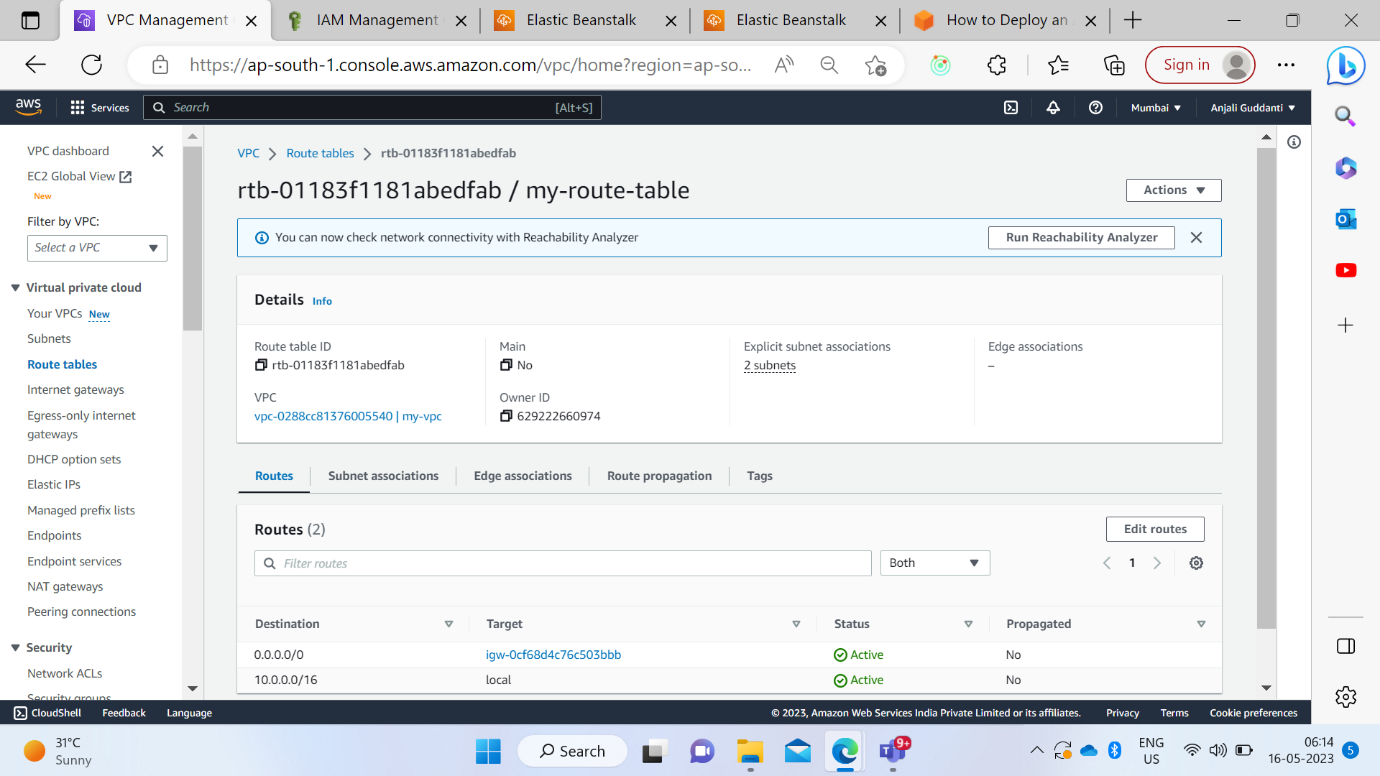 VPC Management
IAM Management
Elastic Beanstalk
Elastic Beanstalk
How to Deploy an
https://ap-south-1.console.aws.amazon.com/vpc/home?region=ap-so...
Sign in
aws
Services
Search
[Alt+S]
Mumbai
Anjali Guddanti
VPC dashboard
EC2 Global View
New
Filter by VPC:
Select a VPC
Virtual private cloud
Your VPCs New
Subnets
Route tables
Internet gateways
Egress-only internet
gateways
DHCP option sets
Elastic IPs
Managed prefix lists
Endpoints
Endpoint services
NAT gateways
Peering connections
Security
Network ACLs
Security groups
VPC > Route tables > rtb-01183f1181abedfab
rtb-01183f1181abedfab / my-route-table
Actions
You can now check network connectivity with Reachability Analyzer
Run Reachability Analyzer
Details Info
Route table ID
rtb-01183f1181abedfab
Main
No
Explicit subnet associations
2 subnets
Edge associations
–
VPC
vpc-0288cc81376005540 | my-vpc
Owner ID
629222660974
Routes
Subnet associations
Edge associations
Route propagation
Tags
Routes (2)
Edit routes
Filter routes
Both
1
Destination Target Status Propagated
0.0.0.0/0 igw-0cf68d4c76c503bbb Active No
10.0.0.0/16 local Active No
CloudShell Feedback Language
© 2023, Amazon Web Services India Private Limited or its affiliates. Privacy Terms Cookie preferences
31°C
Sunny
Search
9+
ENG
US
06:14
16-05-2023
5